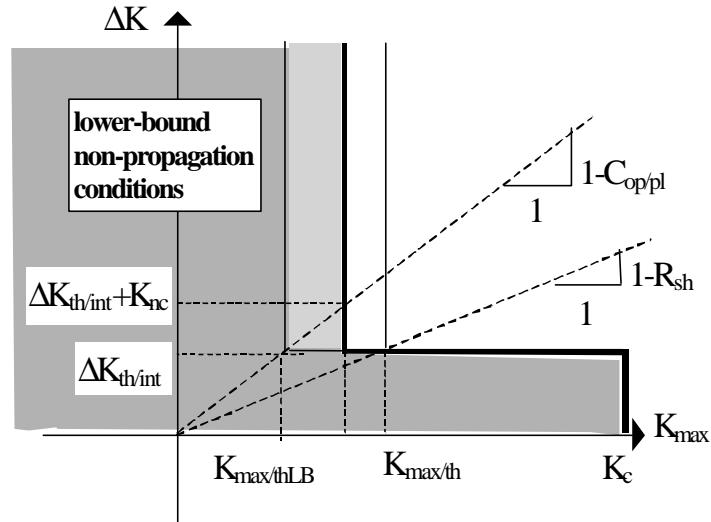 ΔK
lower-bound
non-propagation
conditions
1-C_op/pl
1
1-R_sh
1
ΔK_th/int+K_nc
ΔK_th/int
K_max
K_max/thLB
K_max/th
K_c